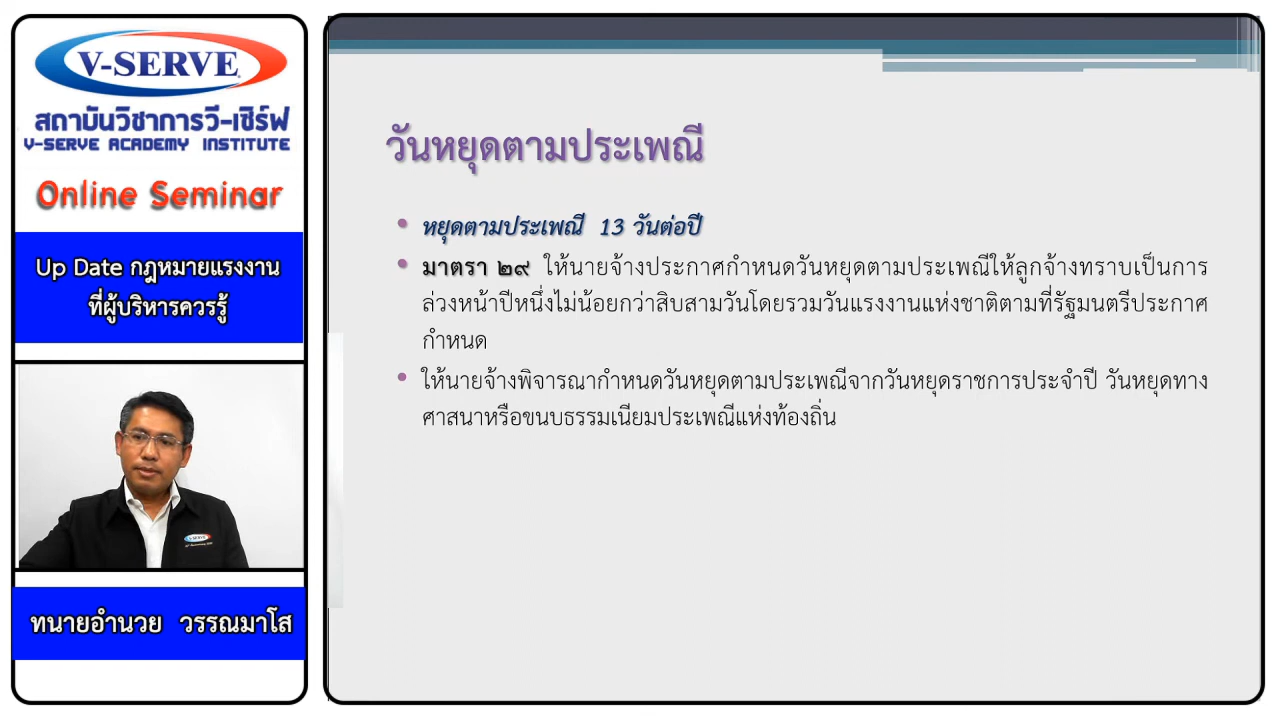 V-SERVE
สถาบันวิชาการวี-เซิร์ฟ
V-SERVE ACADEMY INSTITUTE
Online Seminar
Up Date กฎหมายแรงงาน
ที่ผู้บริหารควรรู้
V-SERVE
ทนายอำนวย วรรณมาโส
วันหยุดตามประเพณี
• หยุดตามประเพณี 13 วันต่อปี
• มาตรา ๒๙ ให้นายจ้างประกาศกำหนดวันหยุดตามประเพณีให้ลูกจ้างทราบเป็นการ
ล่วงหน้าปีหนึ่งไม่น้อยกว่าสิบสามวันโดยรวมวันแรงงานแห่งชาติตามที่รัฐมนตรีประกาศ
กำหนด
• ให้นายจ้างพิจารณากำหนดวันหยุดตามประเพณีจากวันหยุดราชการประจำปี วันหยุดทาง
ศาสนาหรือขนบธรรมเนียมประเพณีแห่งท้องถิ่น